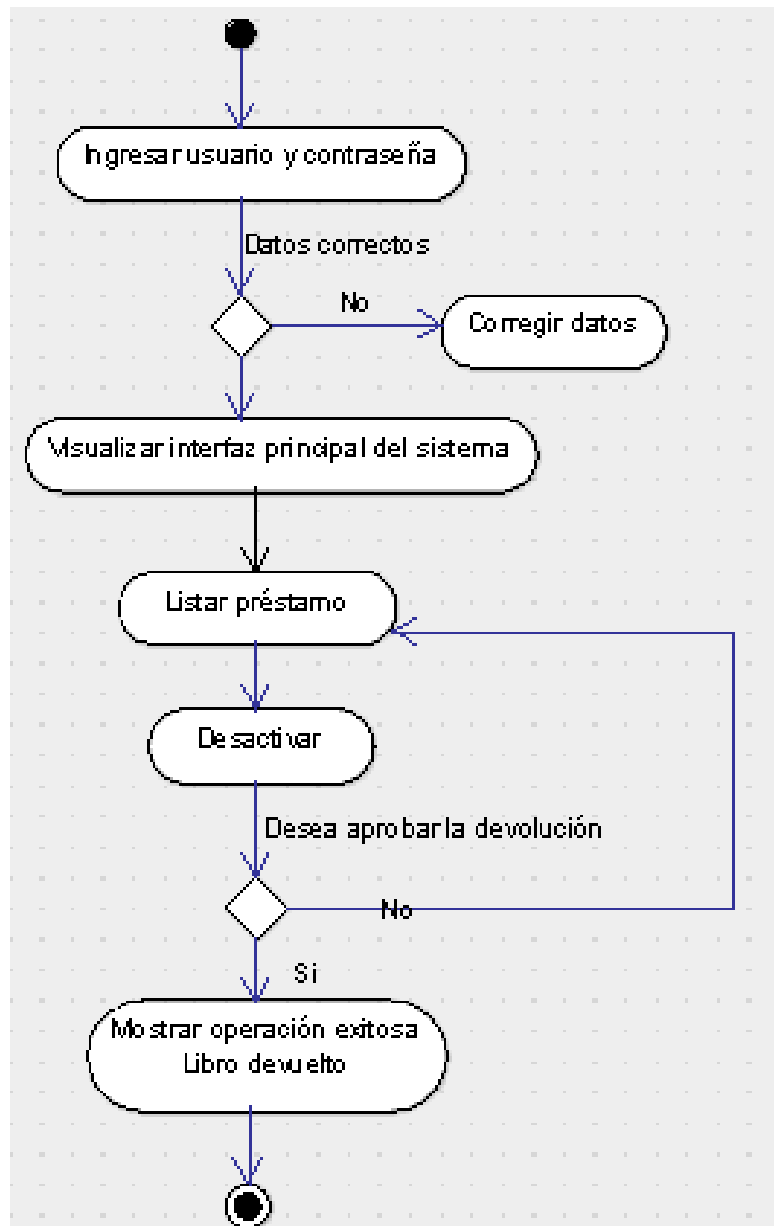 Ingresar usuario y contraseña
Datos correctos
No
Corregir datos
Visualizar interfaz principal del sistema
Listar préstamo
Desactivar
Desea aprobar la devolución
No
Si
Mostrar operación exitosa
Libro devuelto